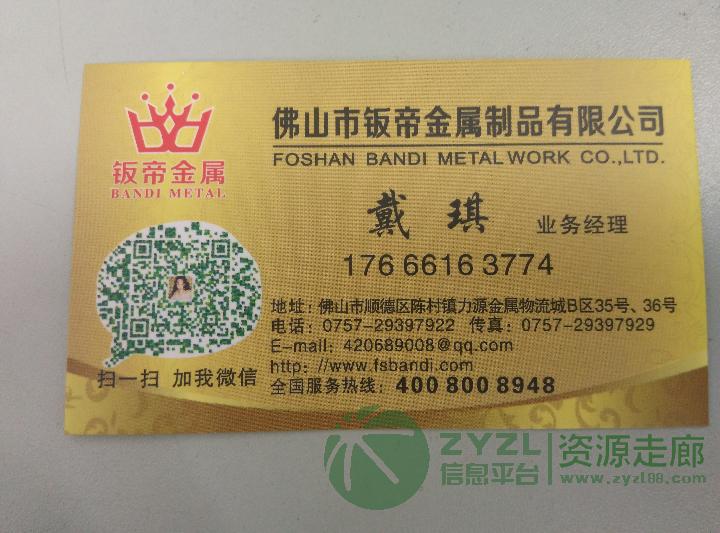 钣帝金属
BANDI METAL
佛山市钣帝金属制品有限公司
FOSHAN BANDI METAL WORK CO.,LTD.
戴 琪 业务经理
176 6616 3774
地址：佛山市顺德区陈村镇力源金属物流城B区35号、36号
电话：0757-29397922 传真：0757-29397929
E-mail：420689008@qq.com
http：//www.fsbandi.com
全国服务热线：400 800 8948
扫一扫 加我微信
ZYZL
信息平台
资源走廊
www.zyzl88.com